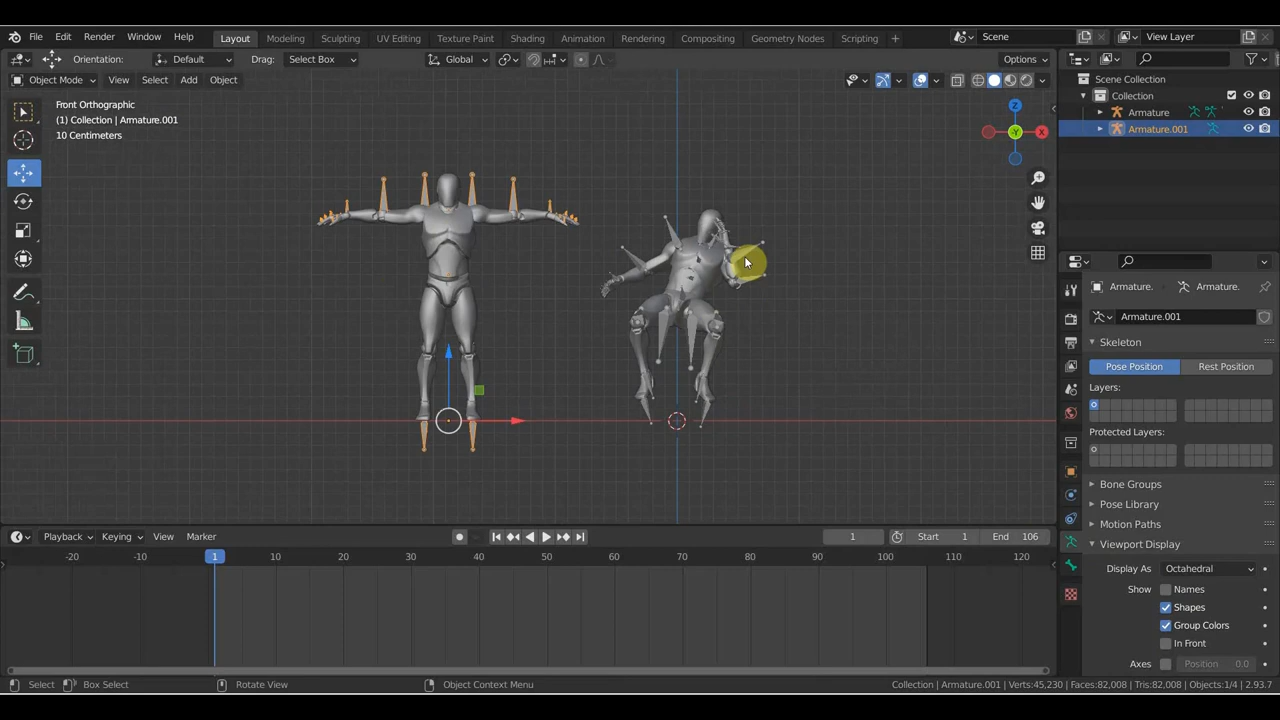 File Edit Render Window Help Layout Modeling Sculpting UV Editing Texture Paint Shading Animation Rendering Compositing Geometry Nodes Scripting + Scene View Layer
Orientation: Default Drag: Select Box Global Options
Object Mode View Select Add Object
Scene Collection
Collection
Armature
Armature.001
Front Orthographic
(1) Collection | Armature.001
10 Centimeters
Z
-Y
X
Armature. Armature.
Armature.001
Skeleton
Pose Position Rest Position
Layers:
Protected Layers:
Bone Groups
Pose Library
Motion Paths
Viewport Display
Display As Octahedral
Show Names
Shapes
Group Colors
In Front
Axes Position 0.0
Playback Keying View Marker 1 Start 1 End 106
-20 -10 1 10 20 30 40 50 60 70 80 90 100 110 120
Select Box Select Rotate View Object Context Menu Collection | Armature.001 | Verts:45,230 | Faces:82,008 | Tris:82,008 | Objects:1/4 | 2.93.7